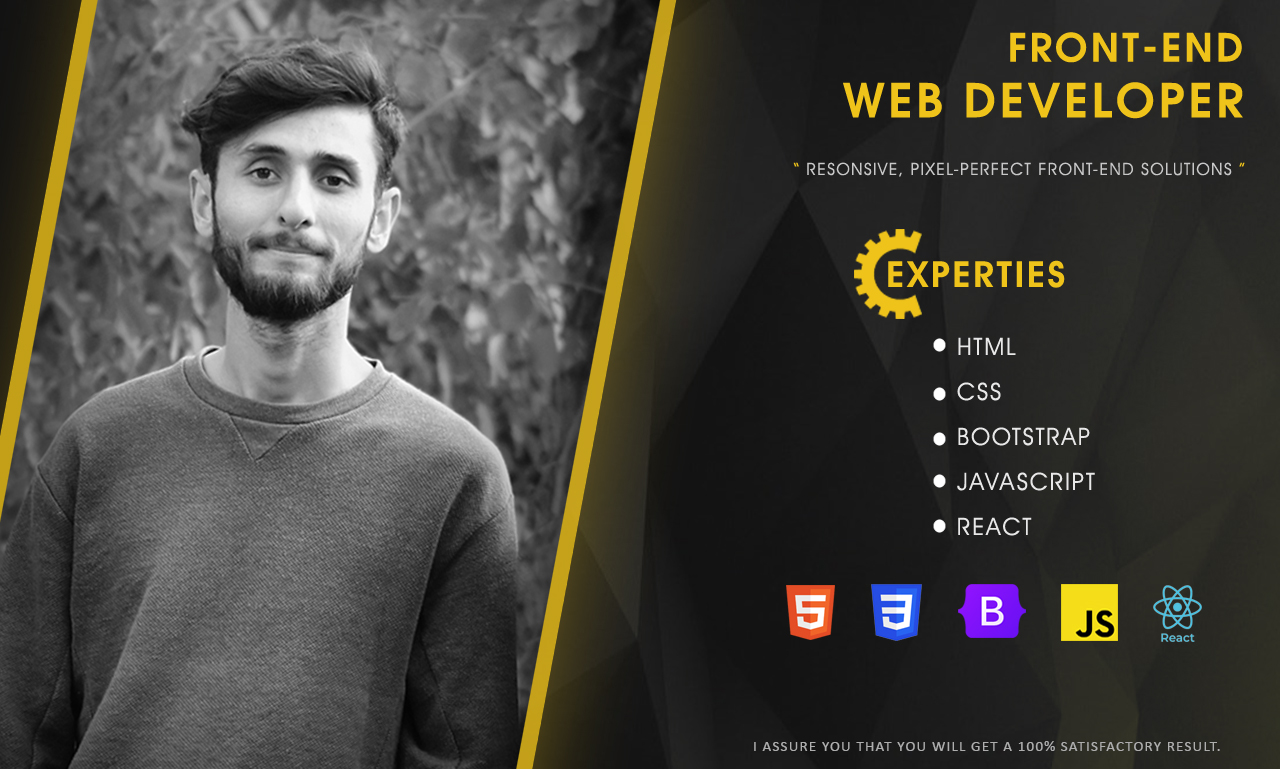 FRONT-END
WEB DEVELOPER
“ RESONSIVE, PIXEL-PERFECT FRONT-END SOLUTIONS ”
EXPERTIES
HTML
CSS
BOOTSTRAP
JAVASCRIPT
REACT
5 3 B JS React
I ASSURE YOU THAT YOU WILL GET A 100% SATISFACTORY RESULT.